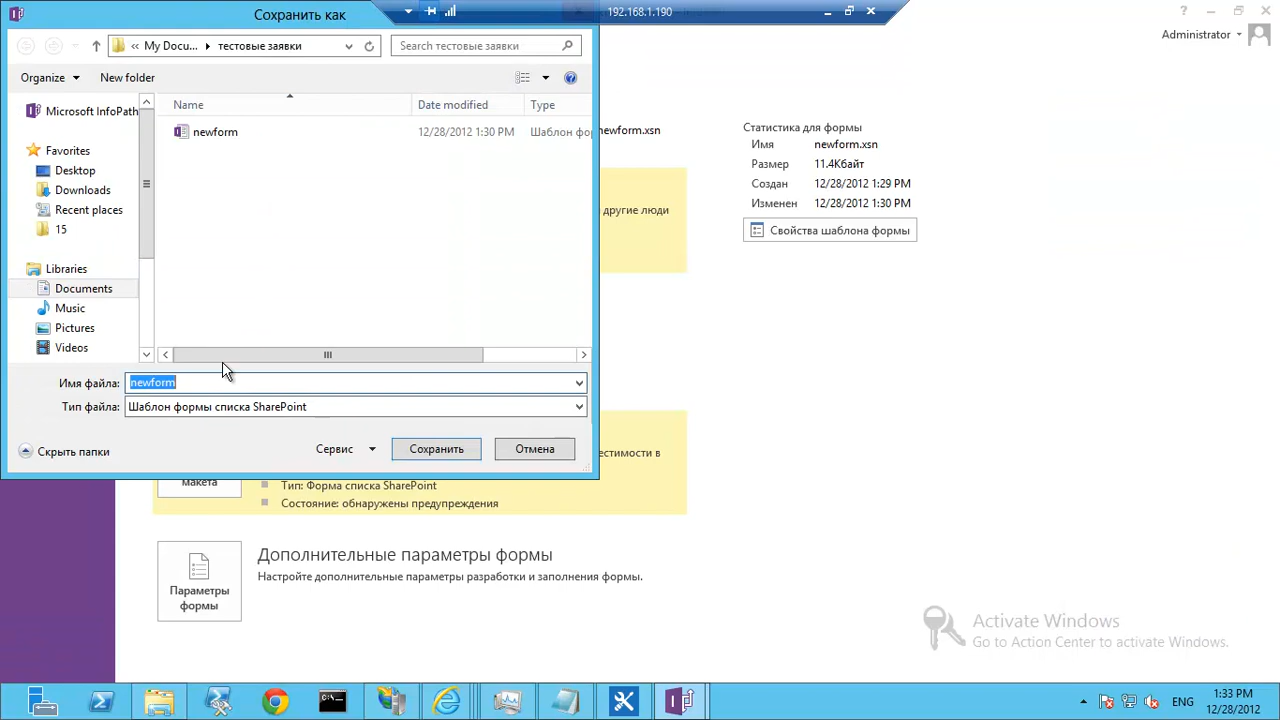 Сохранить как
192.168.1.190
Administrator
« My Docu... › тестовые заявки
Search тестовые заявки
Organize
New folder
Microsoft InfoPath
Name
Date modified
Type
newform
12/28/2012 1:30 PM
Шаблон фор
Favorites
Desktop
Downloads
Recent places
15
Libraries
Documents
Music
Pictures
Videos
Имя файла:
newform
Тип файла:
Шаблон формы списка SharePoint
Скрыть папки
Сервис
Сохранить
Отмена
newform.xsn
другие люди
Статистика для формы
Имя newform.xsn
Размер 11.4Кбайт
Создан 12/28/2012 1:29 PM
Изменен 12/28/2012 1:30 PM
Свойства шаблона формы
естимости в
макета
Тип: Форма списка SharePoint
Состояние: обнаружены предупреждения
Параметры
формы
Дополнительные параметры формы
Настройте дополнительные параметры разработки и заполнения формы.
Activate Windows
Go to Action Center to activate Windows.
ENG
1:33 PM
12/28/2012